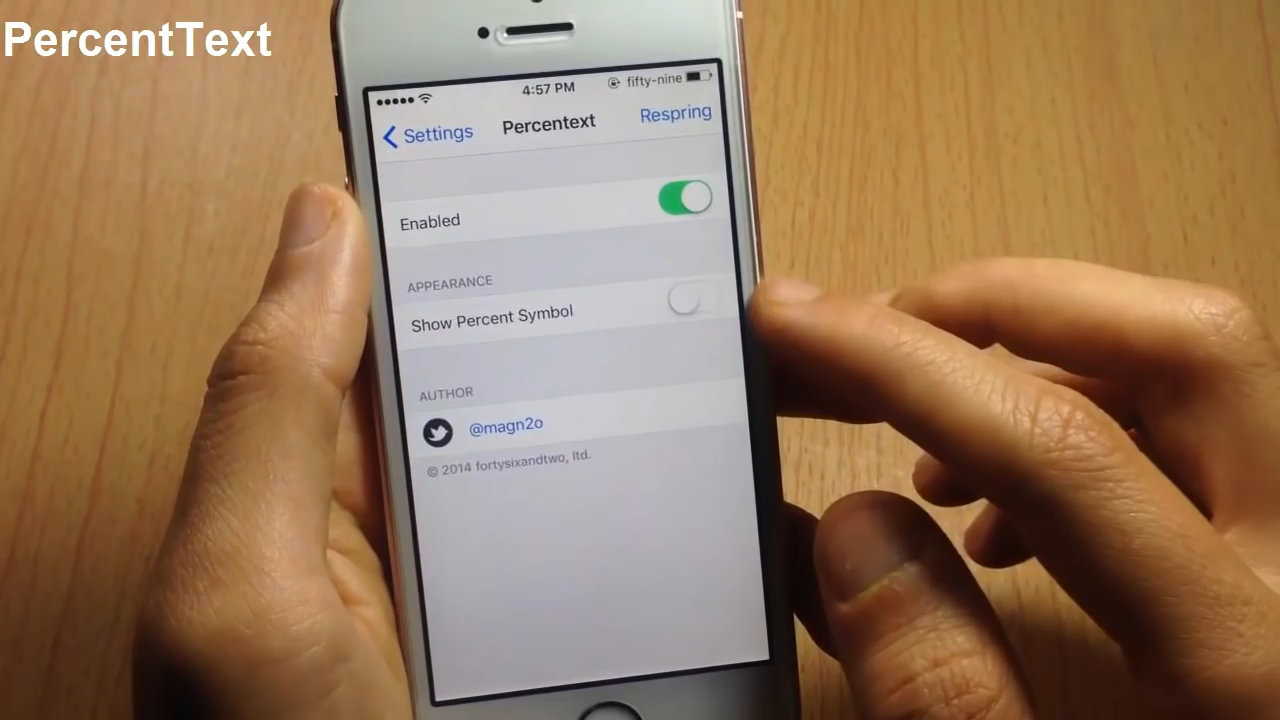 PercentText
4:57 PM
fifty-nine
Settings
Percentext
Respring
Enabled
APPEARANCE
Show Percent Symbol
AUTHOR
@magn2o
© 2014 fortysixandtwo, ltd.